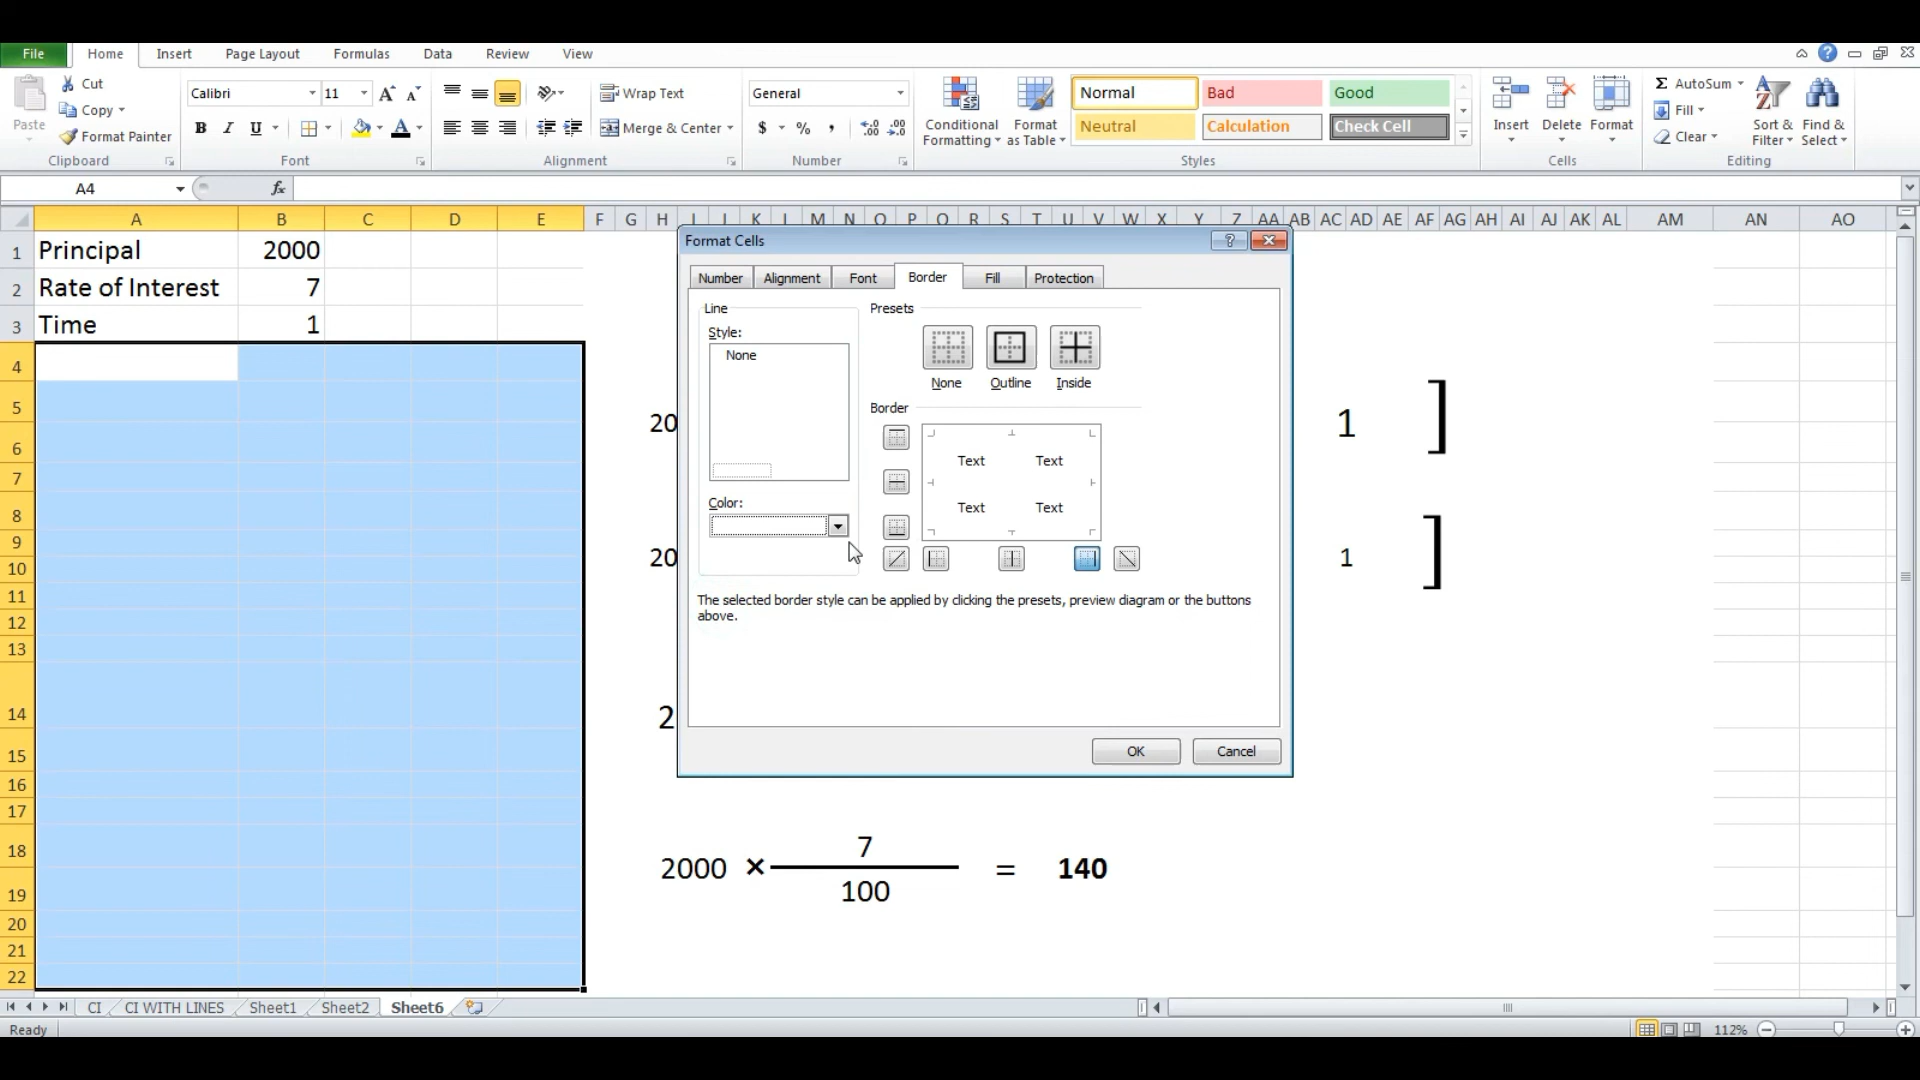 File Home Insert Page Layout Formulas Data Review View
Cut
Copy
Format Painter
Paste
Clipboard
Calibri 11
B I U
Font
Wrap Text
Merge & Center
Alignment
General
$ % ,
Number
Conditional Formatting
Format as Table
Normal Bad Good
Neutral Calculation Check Cell
Styles
Insert Delete Format
Cells
Σ AutoSum
Fill
Clear
Sort & Filter
Find & Select
Editing
A4 fx
A B C D E F G H I J K L M N O P Q R S T U V W X Y Z AA AB AC AD AE AF AG AH AI AJ AK AL AM AN AO
1 Principal 2000
2 Rate of Interest 7
3 Time 1
4
5
6
7
8
9
10
11
12
13
14
15
16
17
18
19
20
21
22
Format Cells
Number Alignment Font Border Fill Protection
Line
Style:
None
Color:
Presets
None Outline Inside
Border
Text Text
Text Text
The selected border style can be applied by clicking the presets, preview diagram or the buttons
above.
OK Cancel
20 1 ]
20 1 ]
2
7
2000 × = 140
100
CI CI WITH LINES Sheet1 Sheet2 Sheet6
Ready 112%